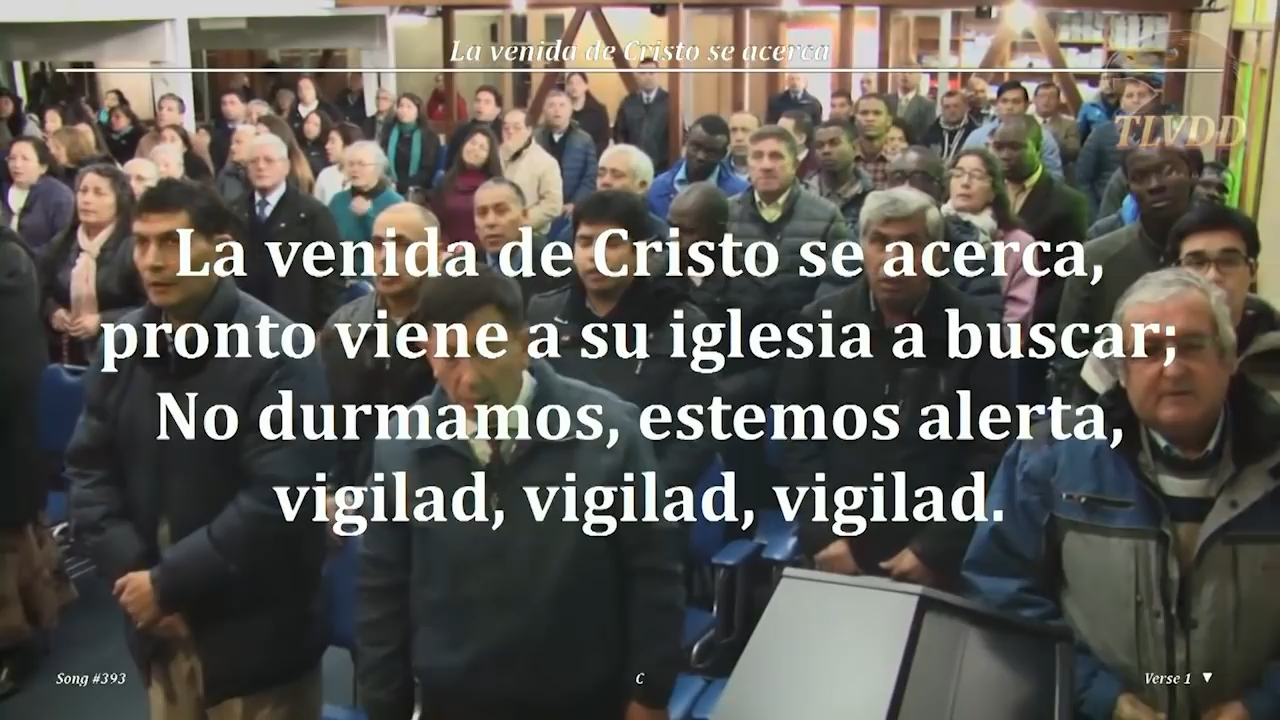 La venida de Cristo se acerca
TLVDD
La venida de Cristo se acerca,
pronto viene a su iglesia a buscar;
No durmamos, estemos alerta,
vigilad, vigilad, vigilad.
Song #393
C
Verse 1 ▼